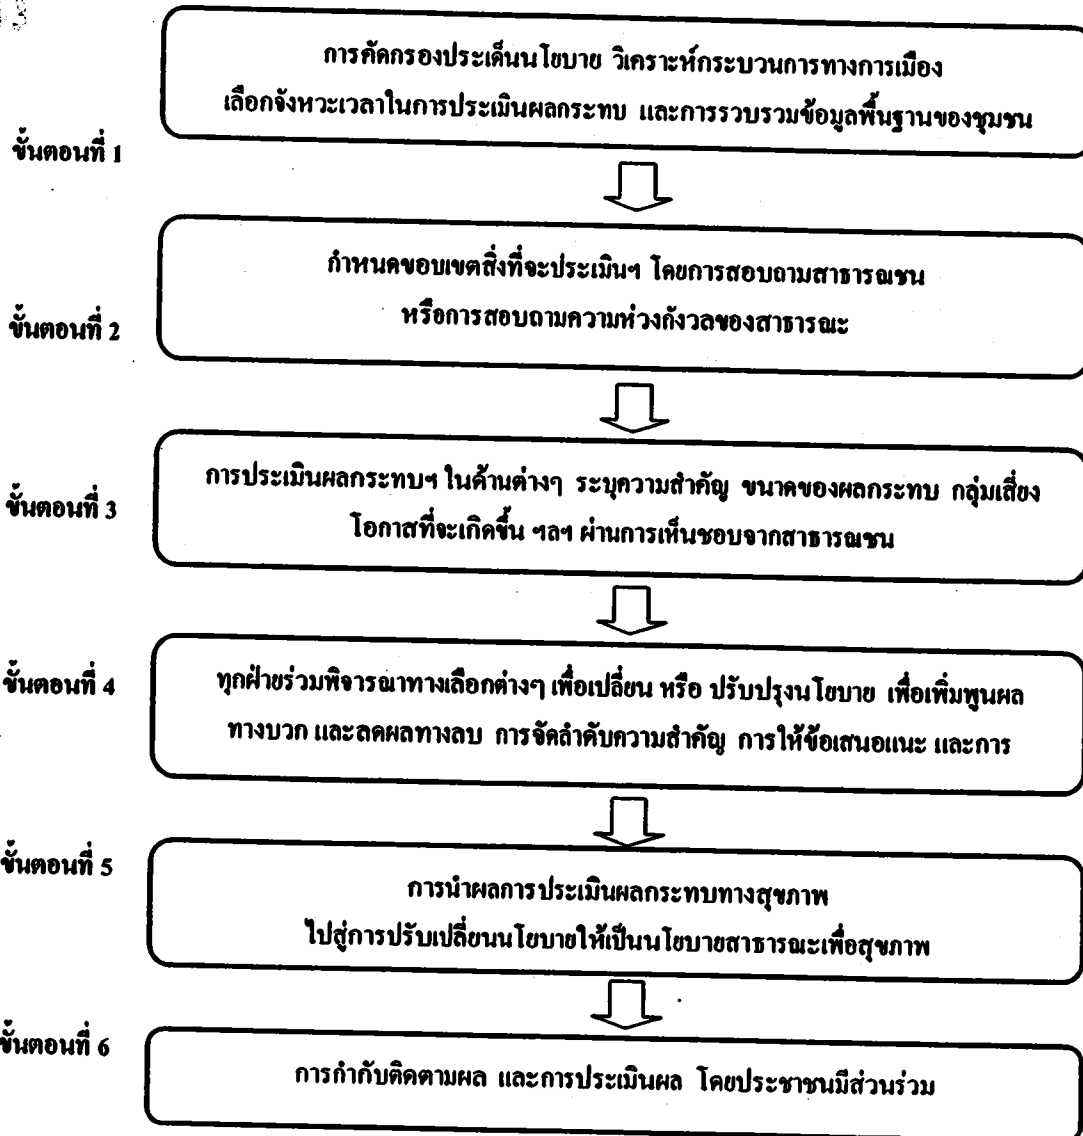 การคัดกรองประเด็นนโยบาย วิเคราะห์กระบวนการทางการเมือง
เลือกจังหวะเวลาในการประเมินผลกระทบ และการรวบรวมข้อมูลพื้นฐานของชุมชน
ขั้นตอนที่ 1
กำหนดขอบเขตสิ่งที่จะประเมินฯ โดยการสอบถามสาธารณชน
หรือการสอบถามความห่วงกังวลของสาธารณะ
ขั้นตอนที่ 2
การประเมินผลกระทบฯ ในด้านต่างๆ ระบุความสำคัญ ขนาดของผลกระทบ กลุ่มเสี่ยง
โอกาสที่จะเกิดขึ้น ฯลฯ ผ่านการเห็นชอบจากสาธารณชน
ขั้นตอนที่ 3
ทุกฝ่ายร่วมพิจารณาทางเลือกต่างๆ เพื่อเปลี่ยน หรือ ปรับปรุงนโยบาย เพื่อเพิ่มพูนผล
ทางบวก และลดผลทางลบ การจัดลำดับความสำคัญ การให้ข้อเสนอแนะ และการ
ขั้นตอนที่ 4
การนำผลการประเมินผลกระทบทางสุขภาพ
ไปสู่การปรับเปลี่ยนนโยบายให้เป็นนโยบายสาธารณะเพื่อสุขภาพ
ขั้นตอนที่ 5
การกำกับติดตามผล และการประเมินผล โดยประชาชนมีส่วนร่วม
ขั้นตอนที่ 6